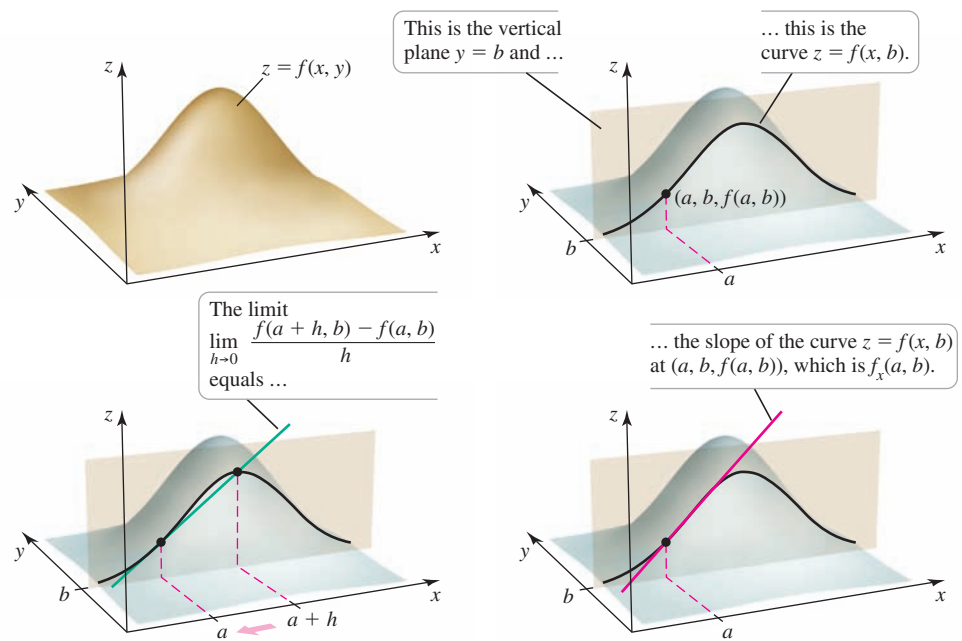 z
z = f(x, y)
y
x
This is the vertical
plane y = b and ...
... this is the
curve z = f(x, b).
z
(a, b, f(a, b))
y
b
x
a
The limit
lim h→0 f(a + h, b) − f(a, b) / h
equals ...
z
y
b
x
a
a + h
... the slope of the curve z = f(x, b)
at (a, b, f(a, b)), which is fₓ(a, b).
z
y
b
x
a